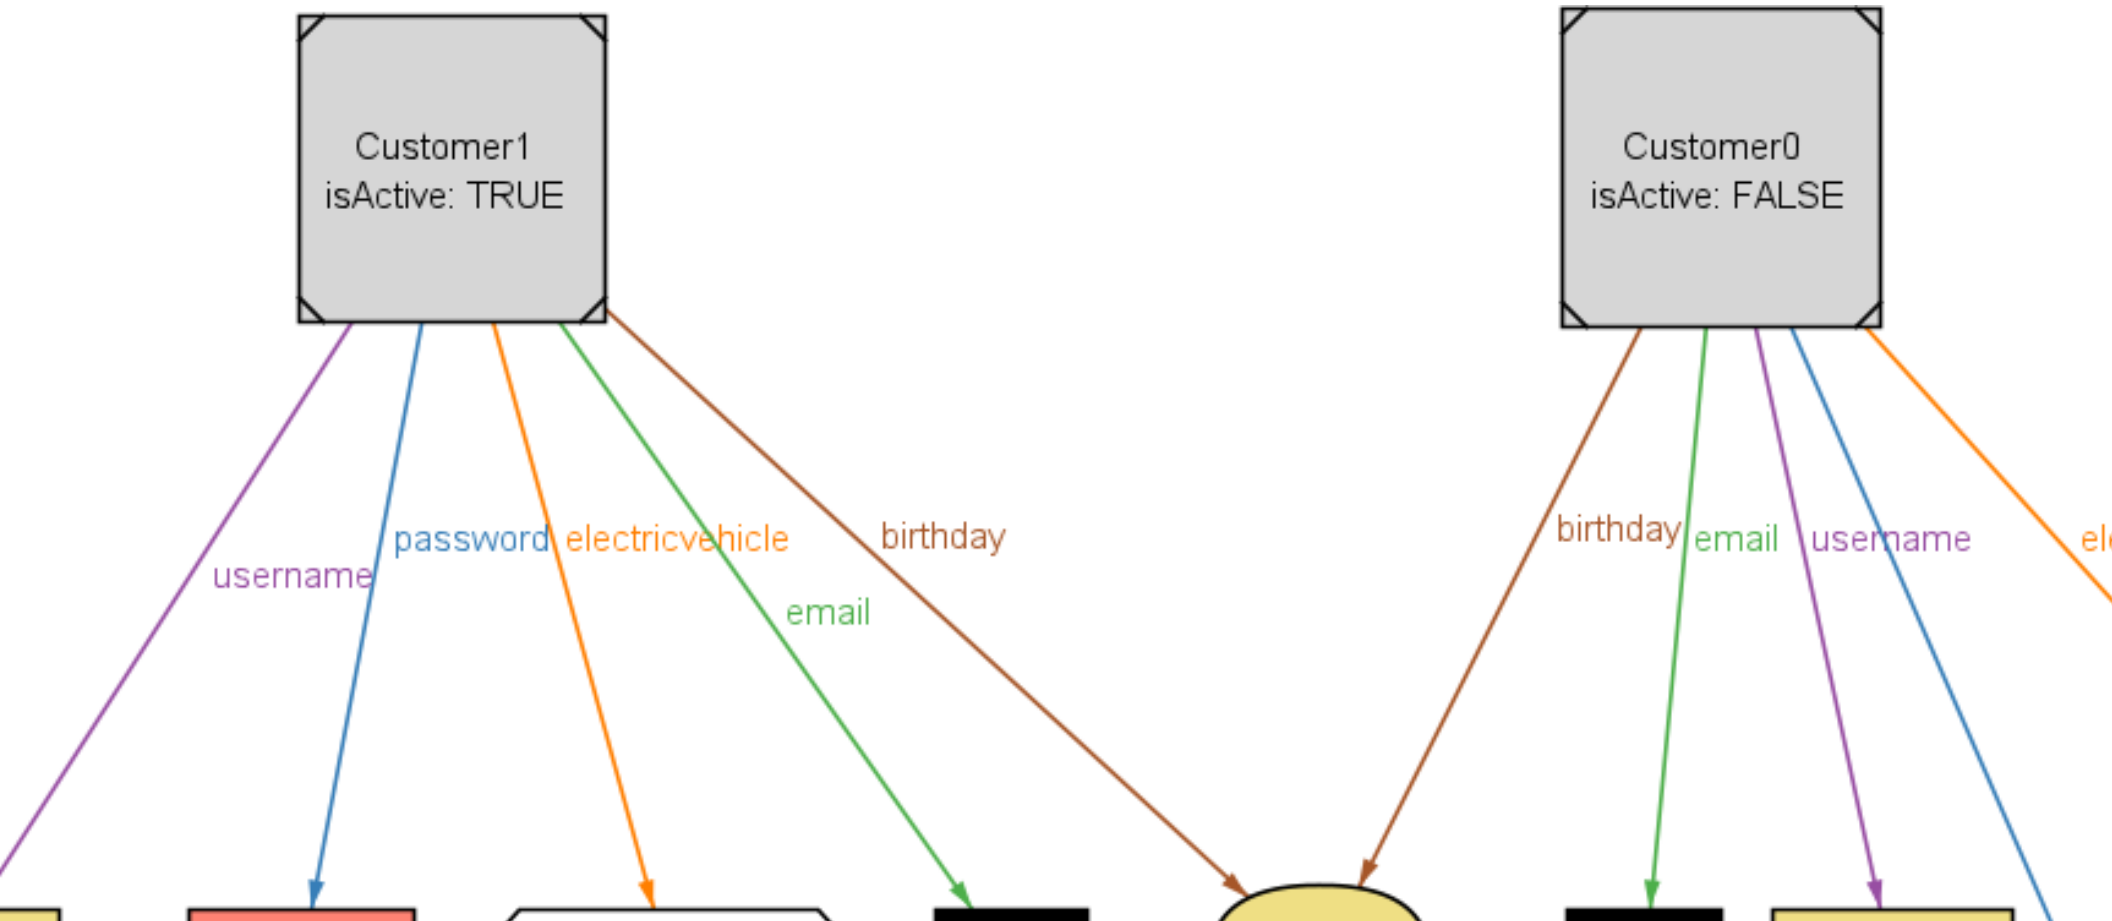 Customer1
isActive: TRUE
Customer0
isActive: FALSE
username
password
electricvehicle
email
birthday
birthday
email
username